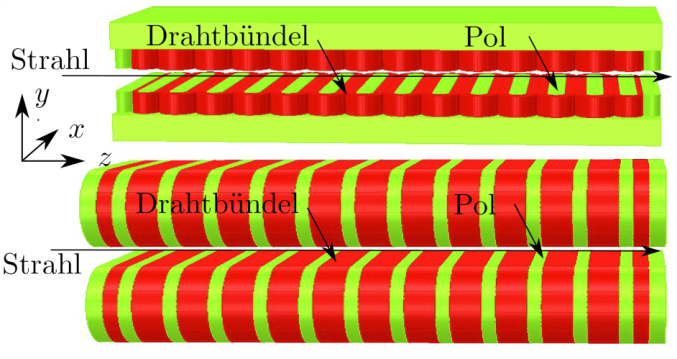 Drahtbündel Pol
Strahl
y
x
z
Drahtbündel Pol
Strahl